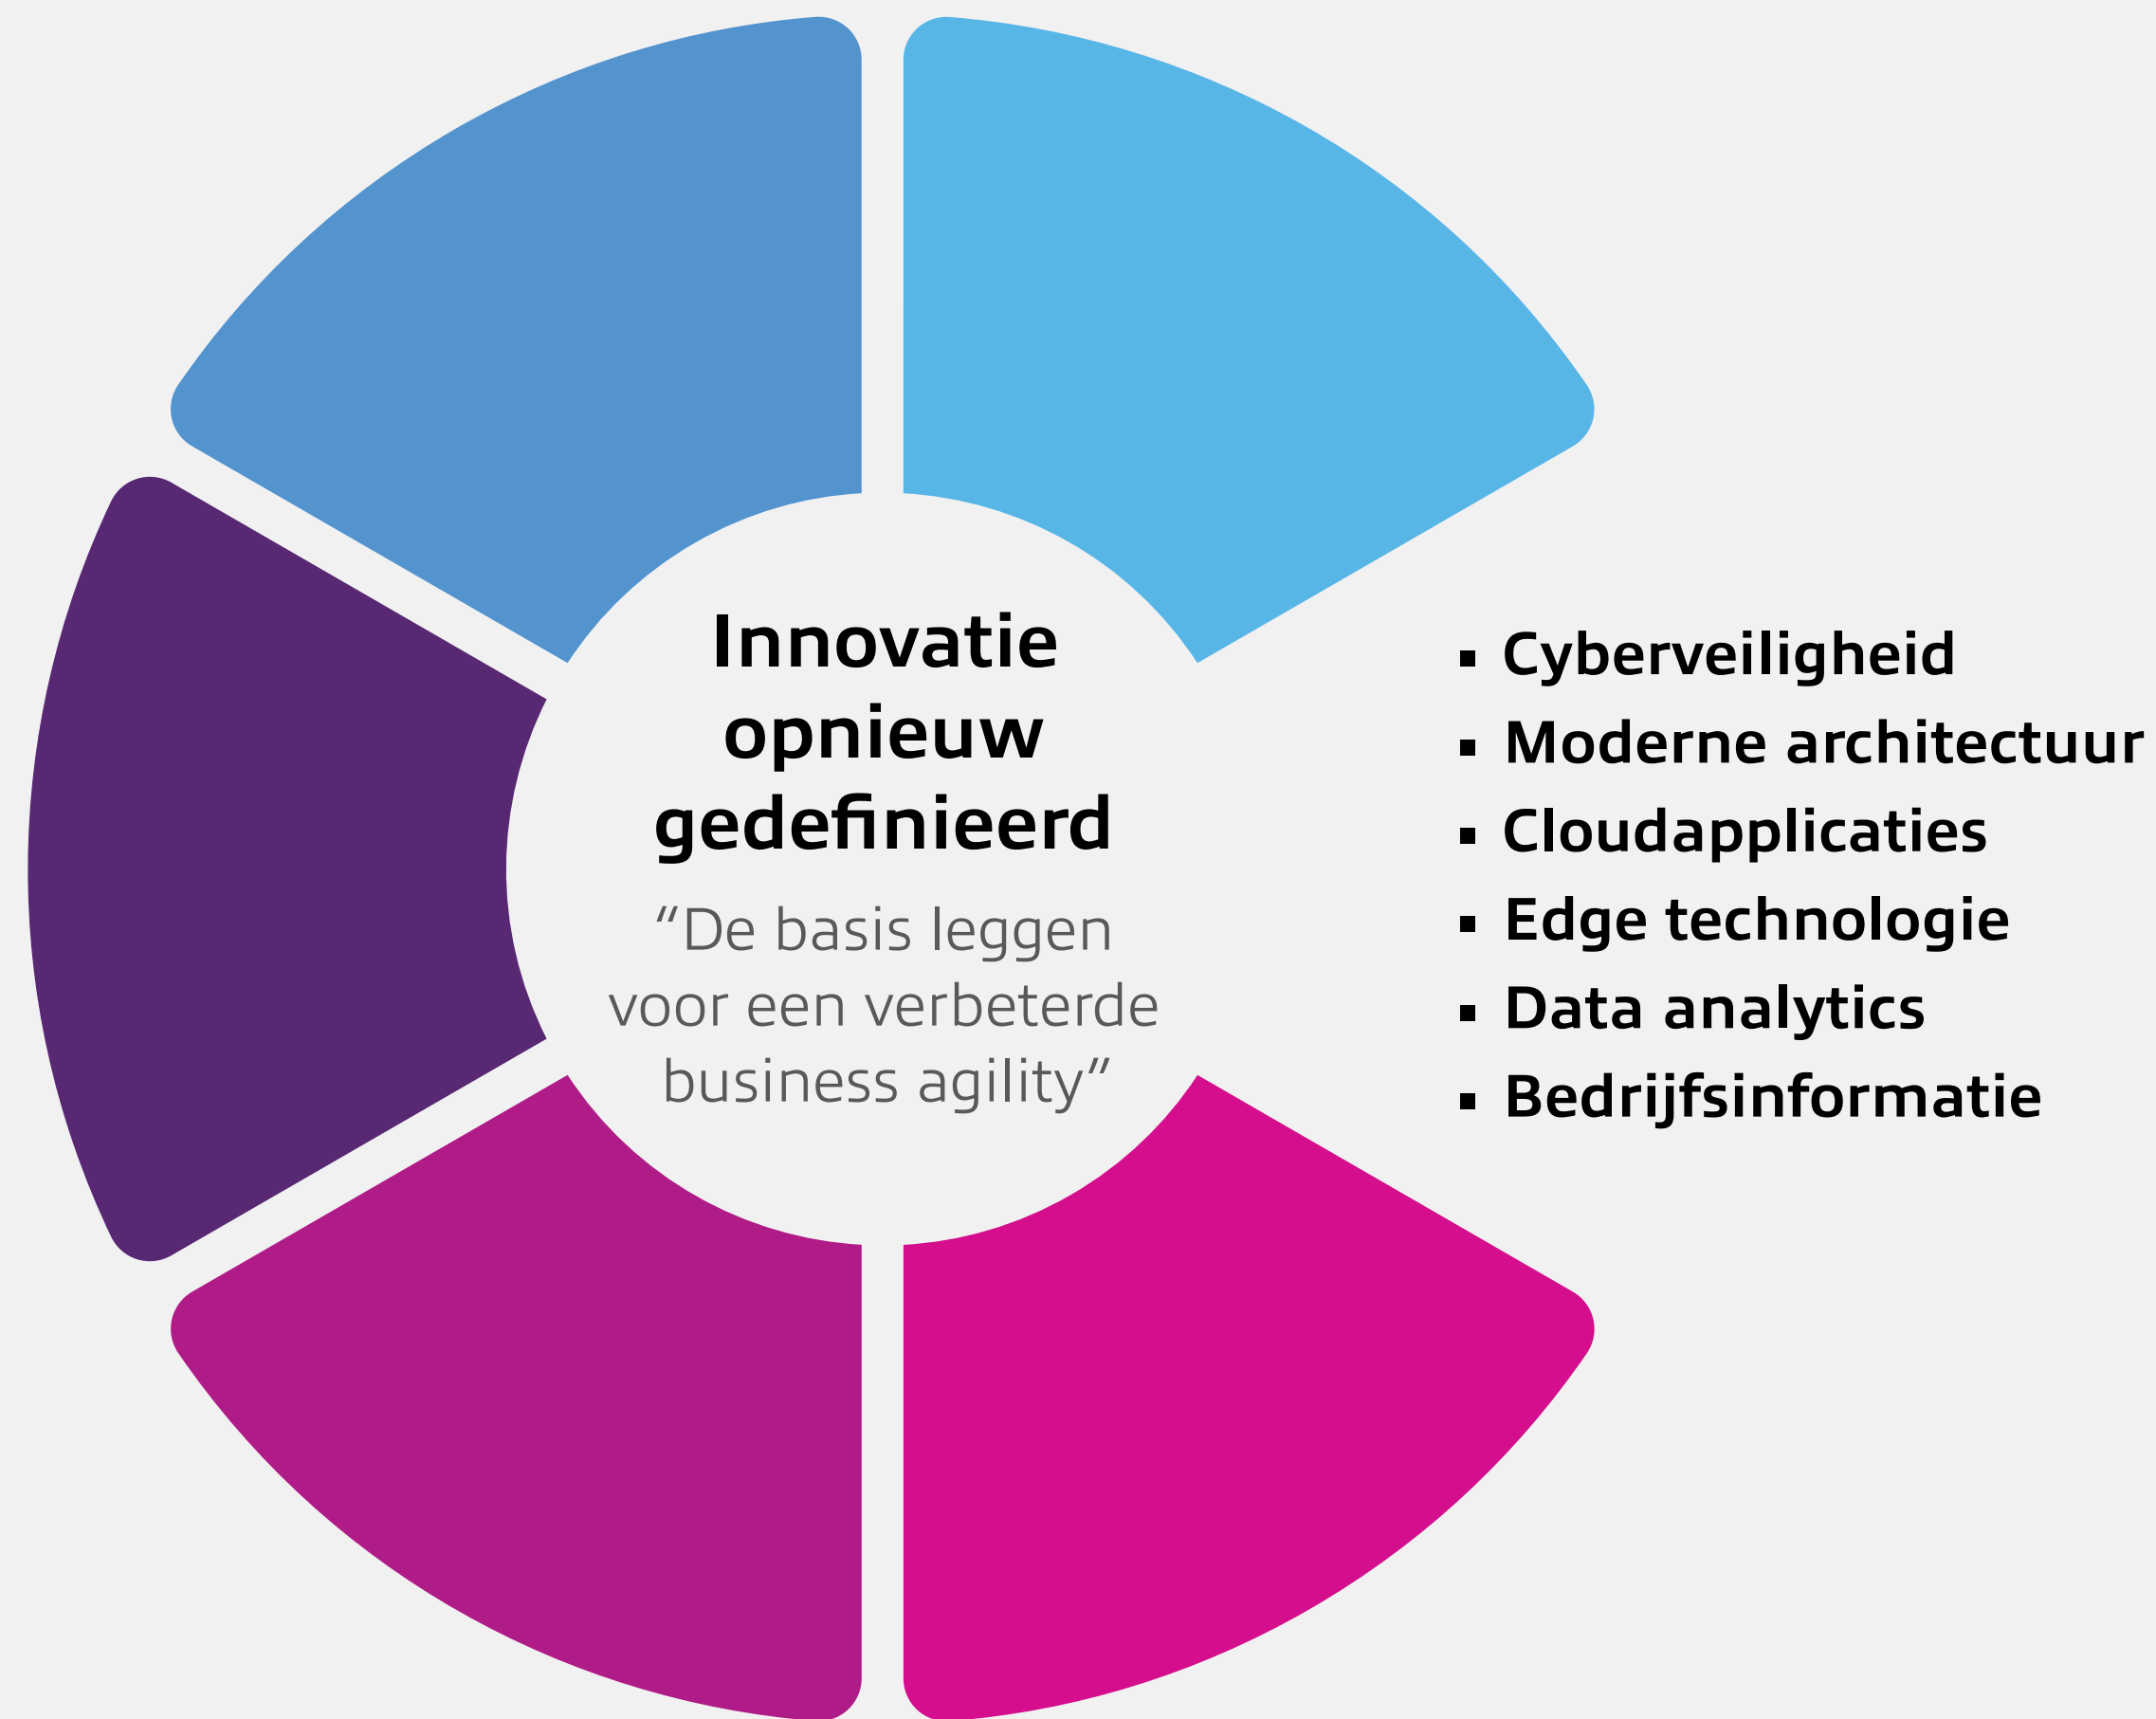 Innovatie
opnieuw
gedefinieerd
“De basis leggen
voor een verbeterde
business agility”
▪ Cyberveiligheid
▪ Moderne architectuur
▪ Cloudapplicaties
▪ Edge technologie
▪ Data analytics
▪ Bedrijfsinformatie